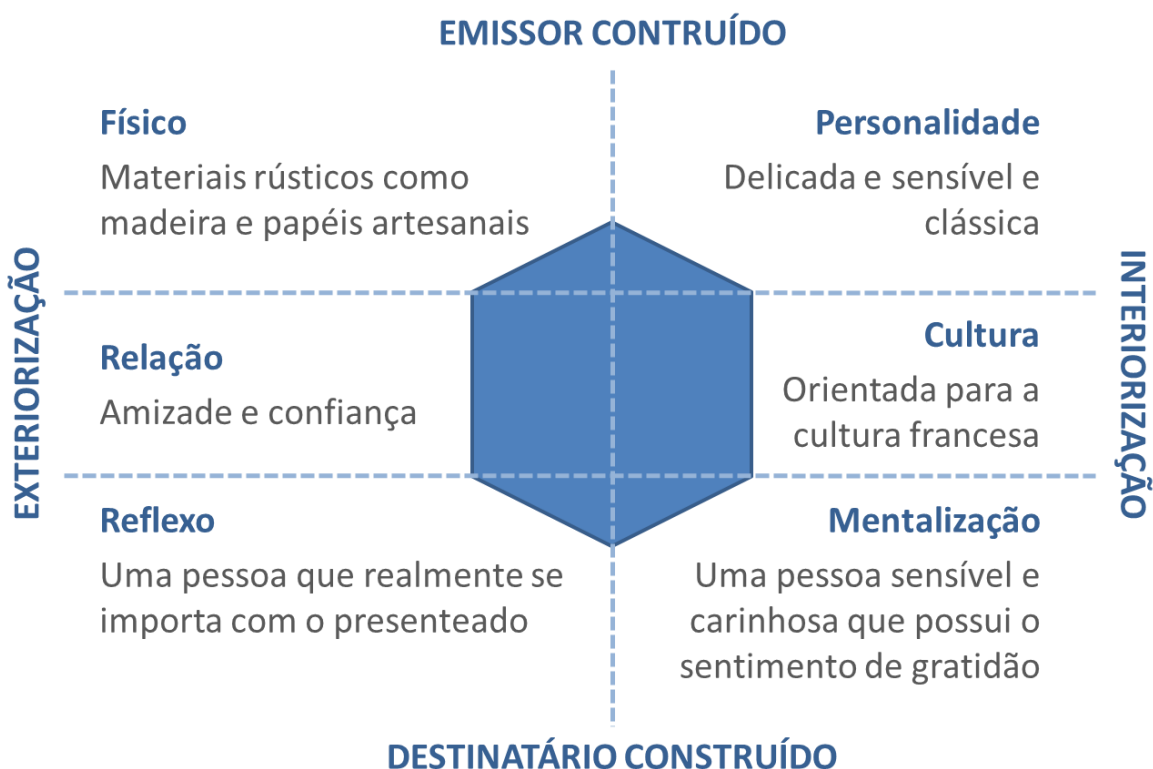 EMISSOR CONTRUÍDO
Físico
Materiais rústicos como
madeira e papéis artesanais
Personalidade
Delicada e sensível e
clássica
EXTERIORIZAÇÃO
Relação
Amizade e confiança
Cultura
Orientada para a
cultura francesa
INTERIORIZAÇÃO
Reflexo
Uma pessoa que realmente se
importa com o presenteado
Mentalização
Uma pessoa sensível e
carinhosa que possui o
sentimento de gratidão
DESTINATÁRIO CONSTRUÍDO